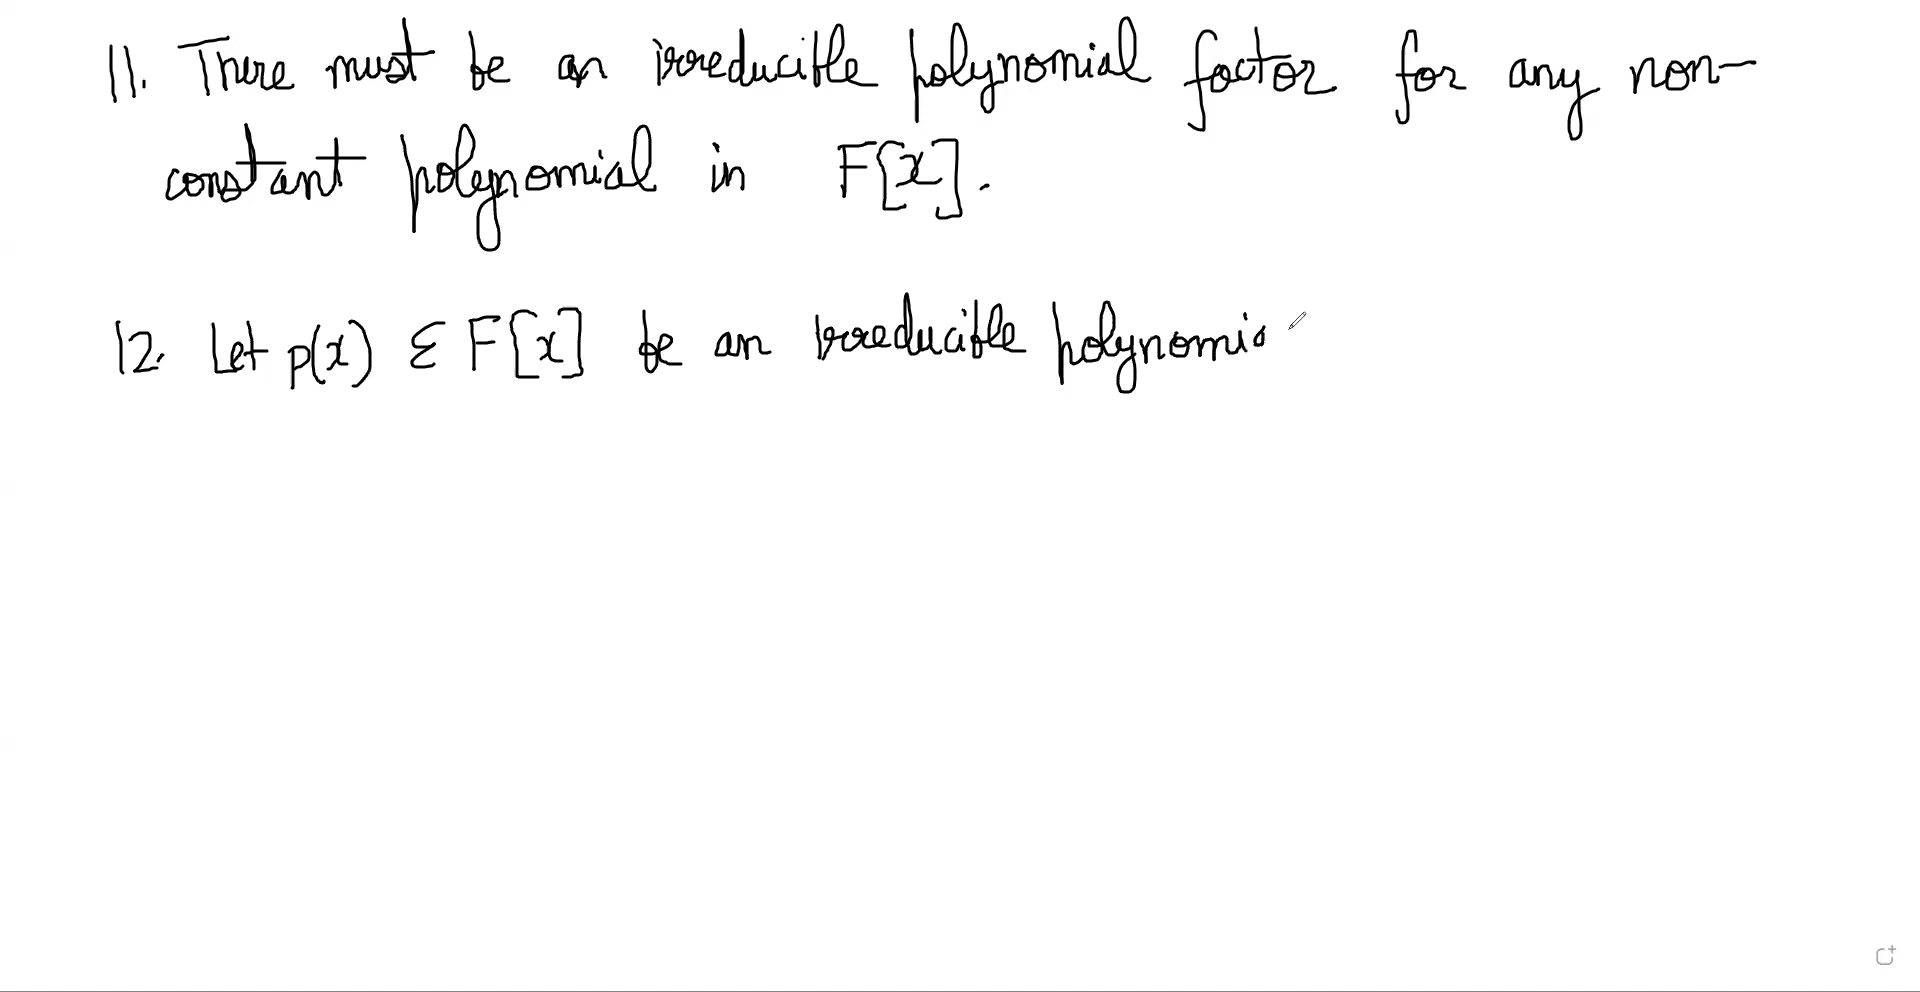 11. There must be an irreducible polynomial factor for any non-
constant polynomial in F[x].
12. Let p(x) ∈ F[x] be an irreducible polynomia